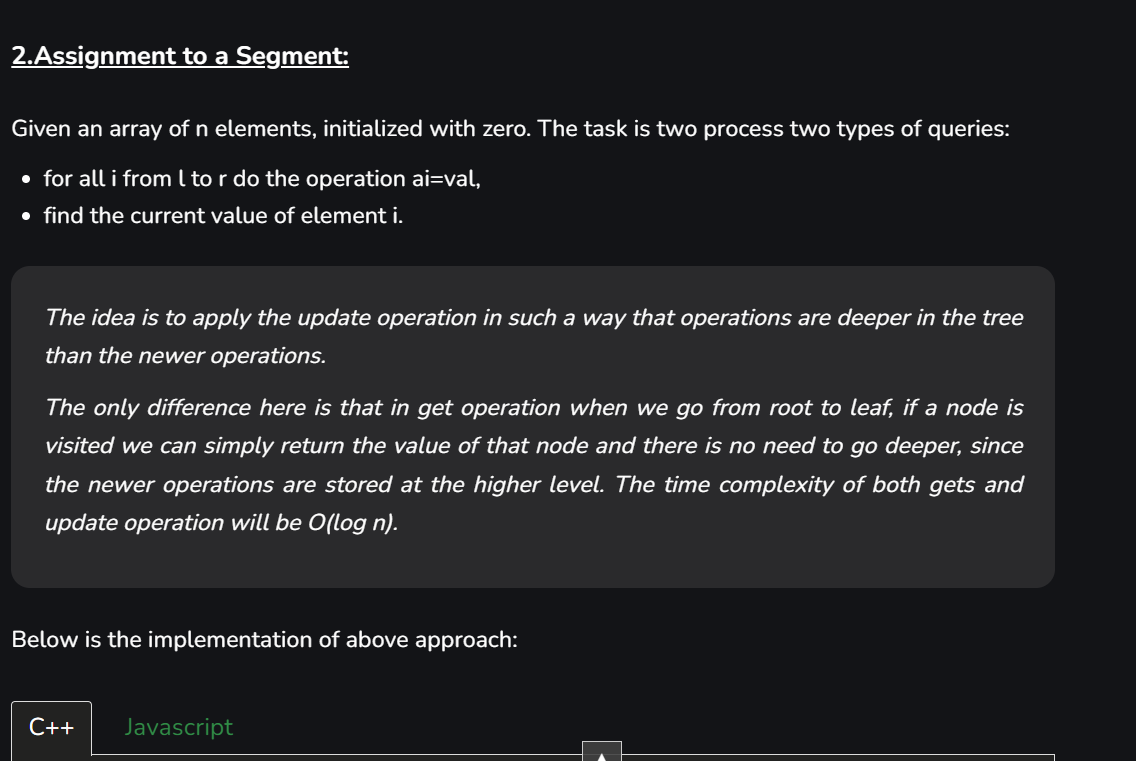 2.Assignment to a Segment:
Given an array of n elements, initialized with zero. The task is two process two types of queries:
• for all i from l to r do the operation ai=val,
• find the current value of element i.
The idea is to apply the update operation in such a way that operations are deeper in the tree
than the newer operations.
The only difference here is that in get operation when we go from root to leaf, if a node is
visited we can simply return the value of that node and there is no need to go deeper, since
the newer operations are stored at the higher level. The time complexity of both gets and
update operation will be O(log n).
Below is the implementation of above approach:
C++ Javascript